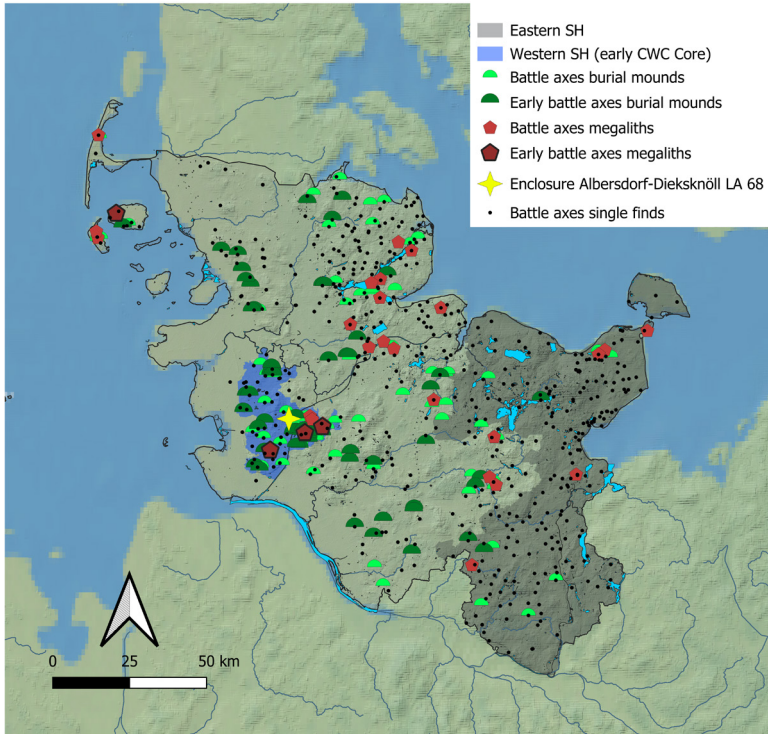 Eastern SH
Western SH (early CWC Core)
Battle axes burial mounds
Early battle axes burial mounds
Battle axes megaliths
Early battle axes megaliths
Enclosure Albersdorf-Dieksknöll LA 68
Battle axes single finds
0 25 50 km